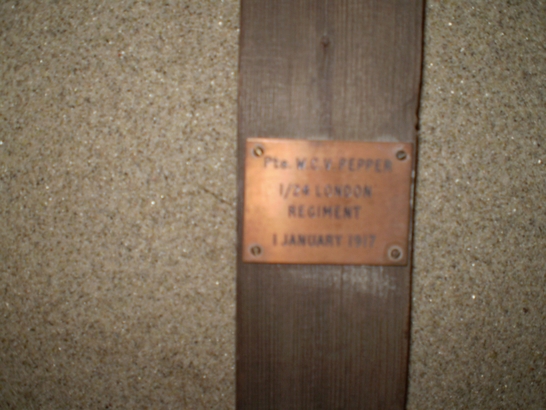 Pte. W.C.V. PEPPER
1/24 LONDON
REGIMENT
1 JANUARY 1917